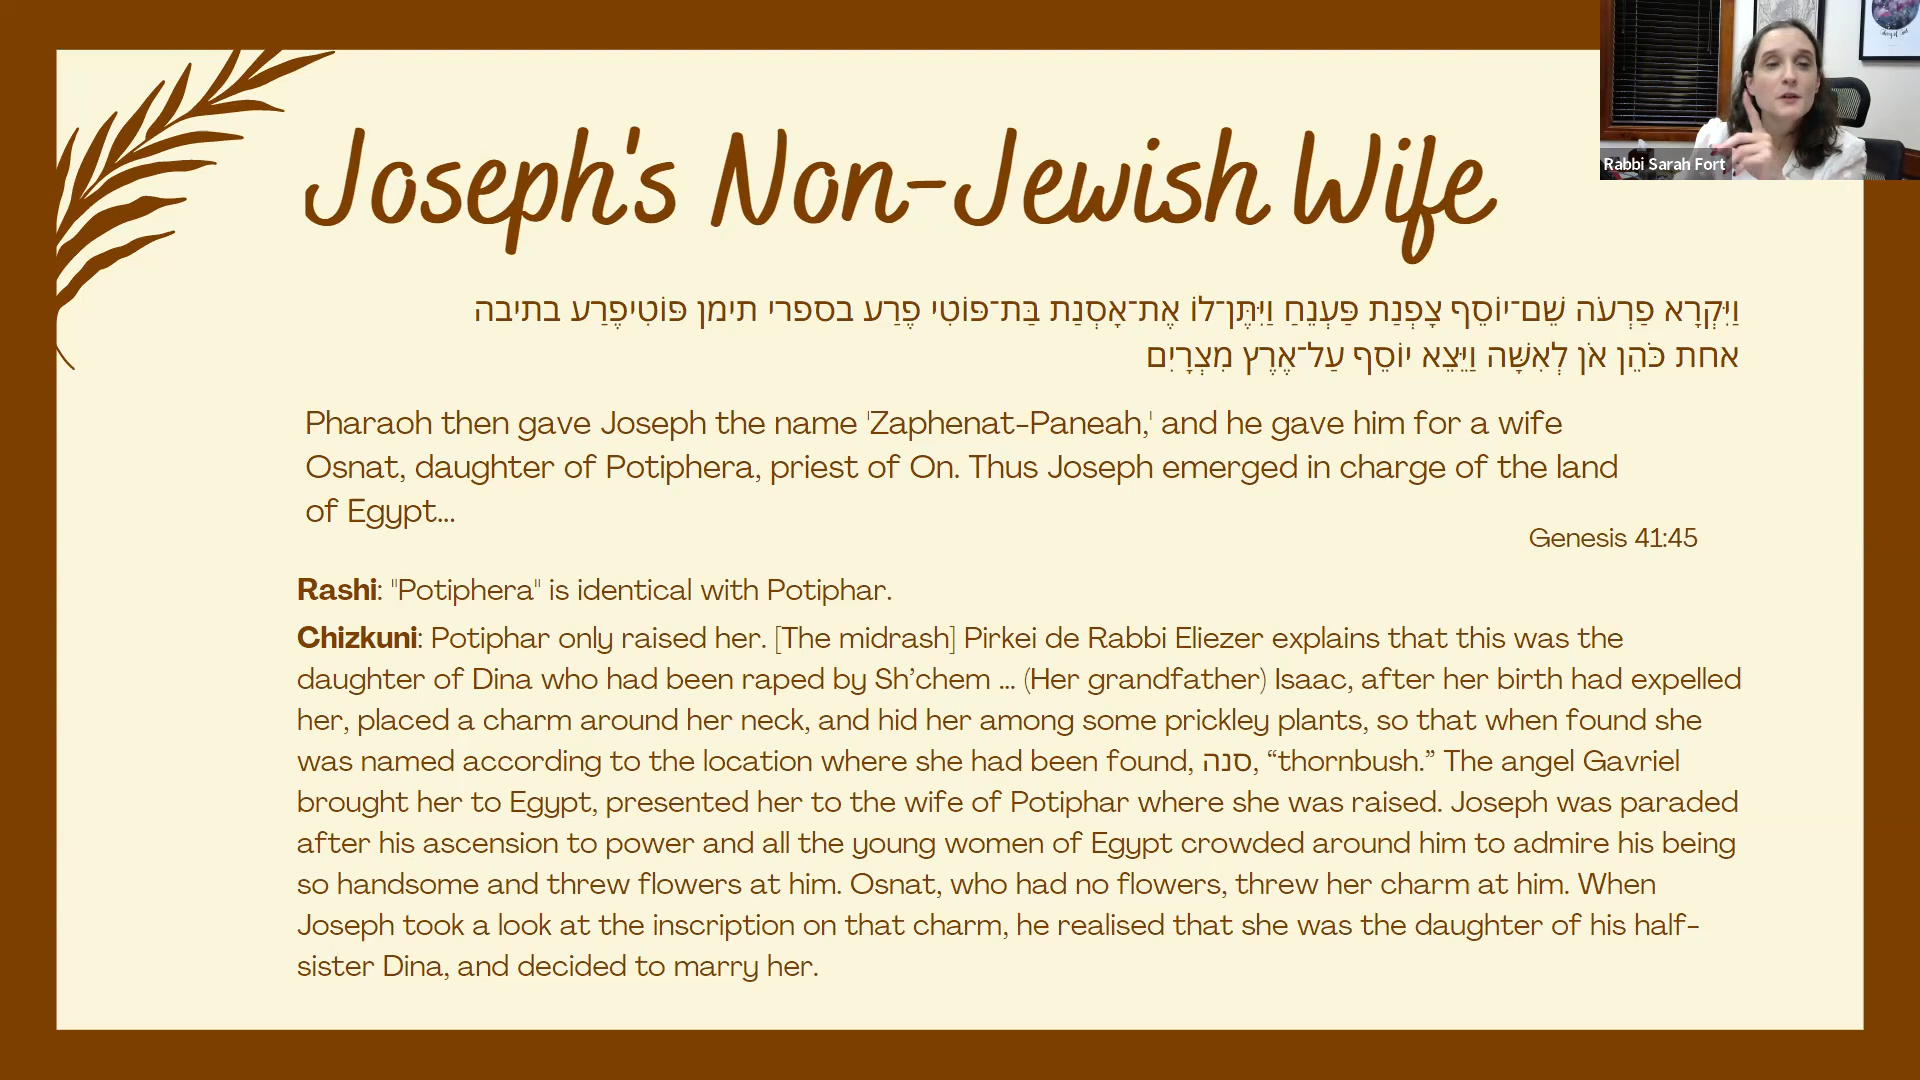 Joseph's Non-Jewish Wife
Rabbi Sarah Fort
וַיִּקְרָא פַרְעֹה שֵׁם־יוֹסֵף צָפְנַת פַּעְנֵחַ וַיִּתֶּן־לוֹ אֶת־אָסְנַת בַּת־פּוֹטִי פֶרַע בספרי תימן פּוֹטִיפֶרַע בתיבה
אחת כֹּהֵן אֹן לְאִשָּׁה וַיֵּצֵא יוֹסֵף עַל־אֶרֶץ מִצְרָיִם
Pharaoh then gave Joseph the name 'Zaphenat-Paneah,' and he gave him for a wife
Osnat, daughter of Potiphera, priest of On. Thus Joseph emerged in charge of the land
of Egypt...
Genesis 41:45
Rashi: "Potiphera" is identical with Potiphar.
Chizkuni: Potiphar only raised her. [The midrash] Pirkei de Rabbi Eliezer explains that this was the
daughter of Dina who had been raped by Sh’chem ... (Her grandfather) Isaac, after her birth had expelled
her, placed a charm around her neck, and hid her among some prickley plants, so that when found she
was named according to the location where she had been found, סנה, “thornbush.” The angel Gavriel
brought her to Egypt, presented her to the wife of Potiphar where she was raised. Joseph was paraded
after his ascension to power and all the young women of Egypt crowded around him to admire his being
so handsome and threw flowers at him. Osnat, who had no flowers, threw her charm at him. When
Joseph took a look at the inscription on that charm, he realised that she was the daughter of his half-
sister Dina, and decided to marry her.